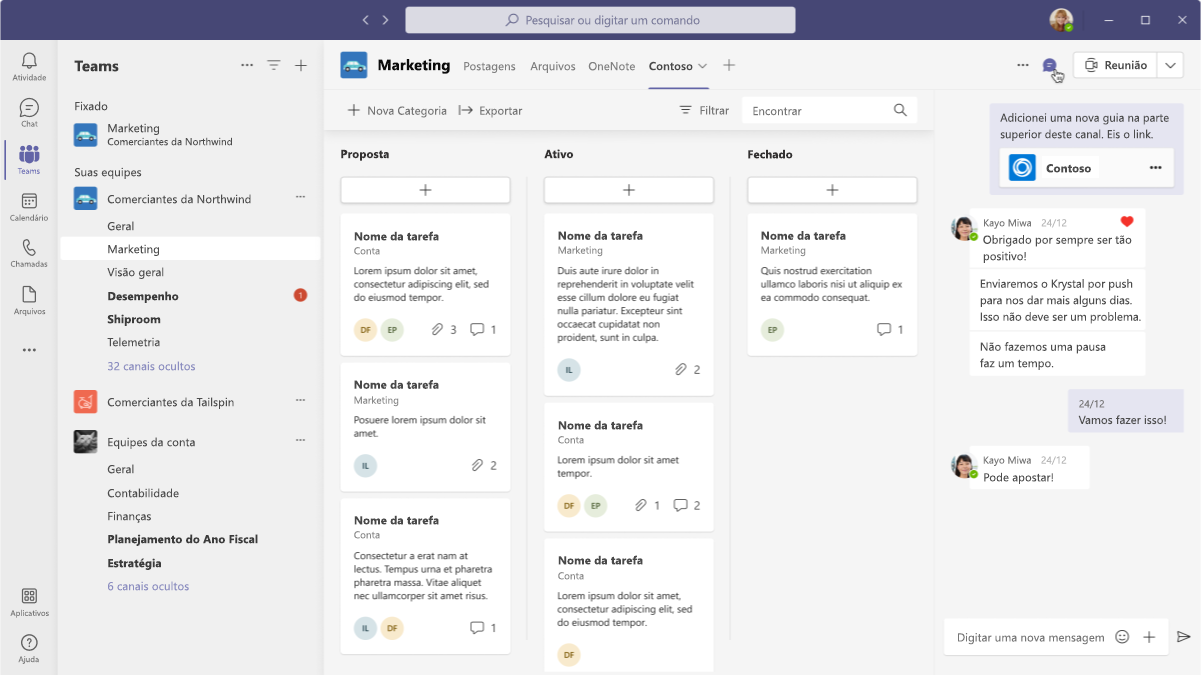 Pesquisar ou digitar um comando
Atividade
Chat
Teams
Calendário
Chamadas
Arquivos
Aplicativos
Ajuda
Teams
Fixado
Marketing
Comerciantes da Northwind
Suas equipes
Comerciantes da Northwind
Geral
Marketing
Visão geral
Desempenho
1
Shiproom
Telemetria
32 canais ocultos
Comerciantes da Tailspin
Equipes da conta
Geral
Contabilidade
Finanças
Planejamento do Ano Fiscal
Estratégia
6 canais ocultos
Marketing
Postagens
Arquivos
OneNote
Contoso
Reunião
Nova Categoria
Exportar
Filtrar
Encontrar
Proposta
Nome da tarefa
Conta
Lorem ipsum dolor sit amet,
consectetur adipiscing elit, sed
do eiusmod tempor.
DF EP 3 1
Nome da tarefa
Marketing
Posuere lorem ipsum dolor sit
amet.
IL 2
Nome da tarefa
Conta
Consectetur a erat nam at
lectus. Tempus urna et pharetra
pharetra massa. Vitae aliquet
nec ullamcorper sit amet risus.
IL DF 1
Ativo
Nome da tarefa
Marketing
Duis aute irure dolor in
reprehenderit in voluptate velit
esse cillum dolore eu fugiat
nulla pariatur. Excepteur sint
occaecat cupidatat non
proident, sunt in culpa.
IL 2
Nome da tarefa
Conta
Lorem ipsum dolor sit amet
tempor.
DF EP 1 2
Nome da tarefa
Conta
Lorem ipsum dolor sit amet,
consectetur adipiscing elit, sed
do eiusmod tempor.
DF
Fechado
Nome da tarefa
Marketing
Quis nostrud exercitation
ullamco laboris nisi ut aliquip ex
ea commodo consequat.
EP 1
Adicionei uma nova guia na parte
superior deste canal. Eis o link.
Contoso
Kayo Miwa 24/12
Obrigado por sempre ser tão
positivo!
Enviaremos o Krystal por push
para nos dar mais alguns dias.
Isso não deve ser um problema.
Não fazemos uma pausa
faz um tempo.
24/12
Vamos fazer isso!
Kayo Miwa 24/12
Pode apostar!
Digitar uma nova mensagem